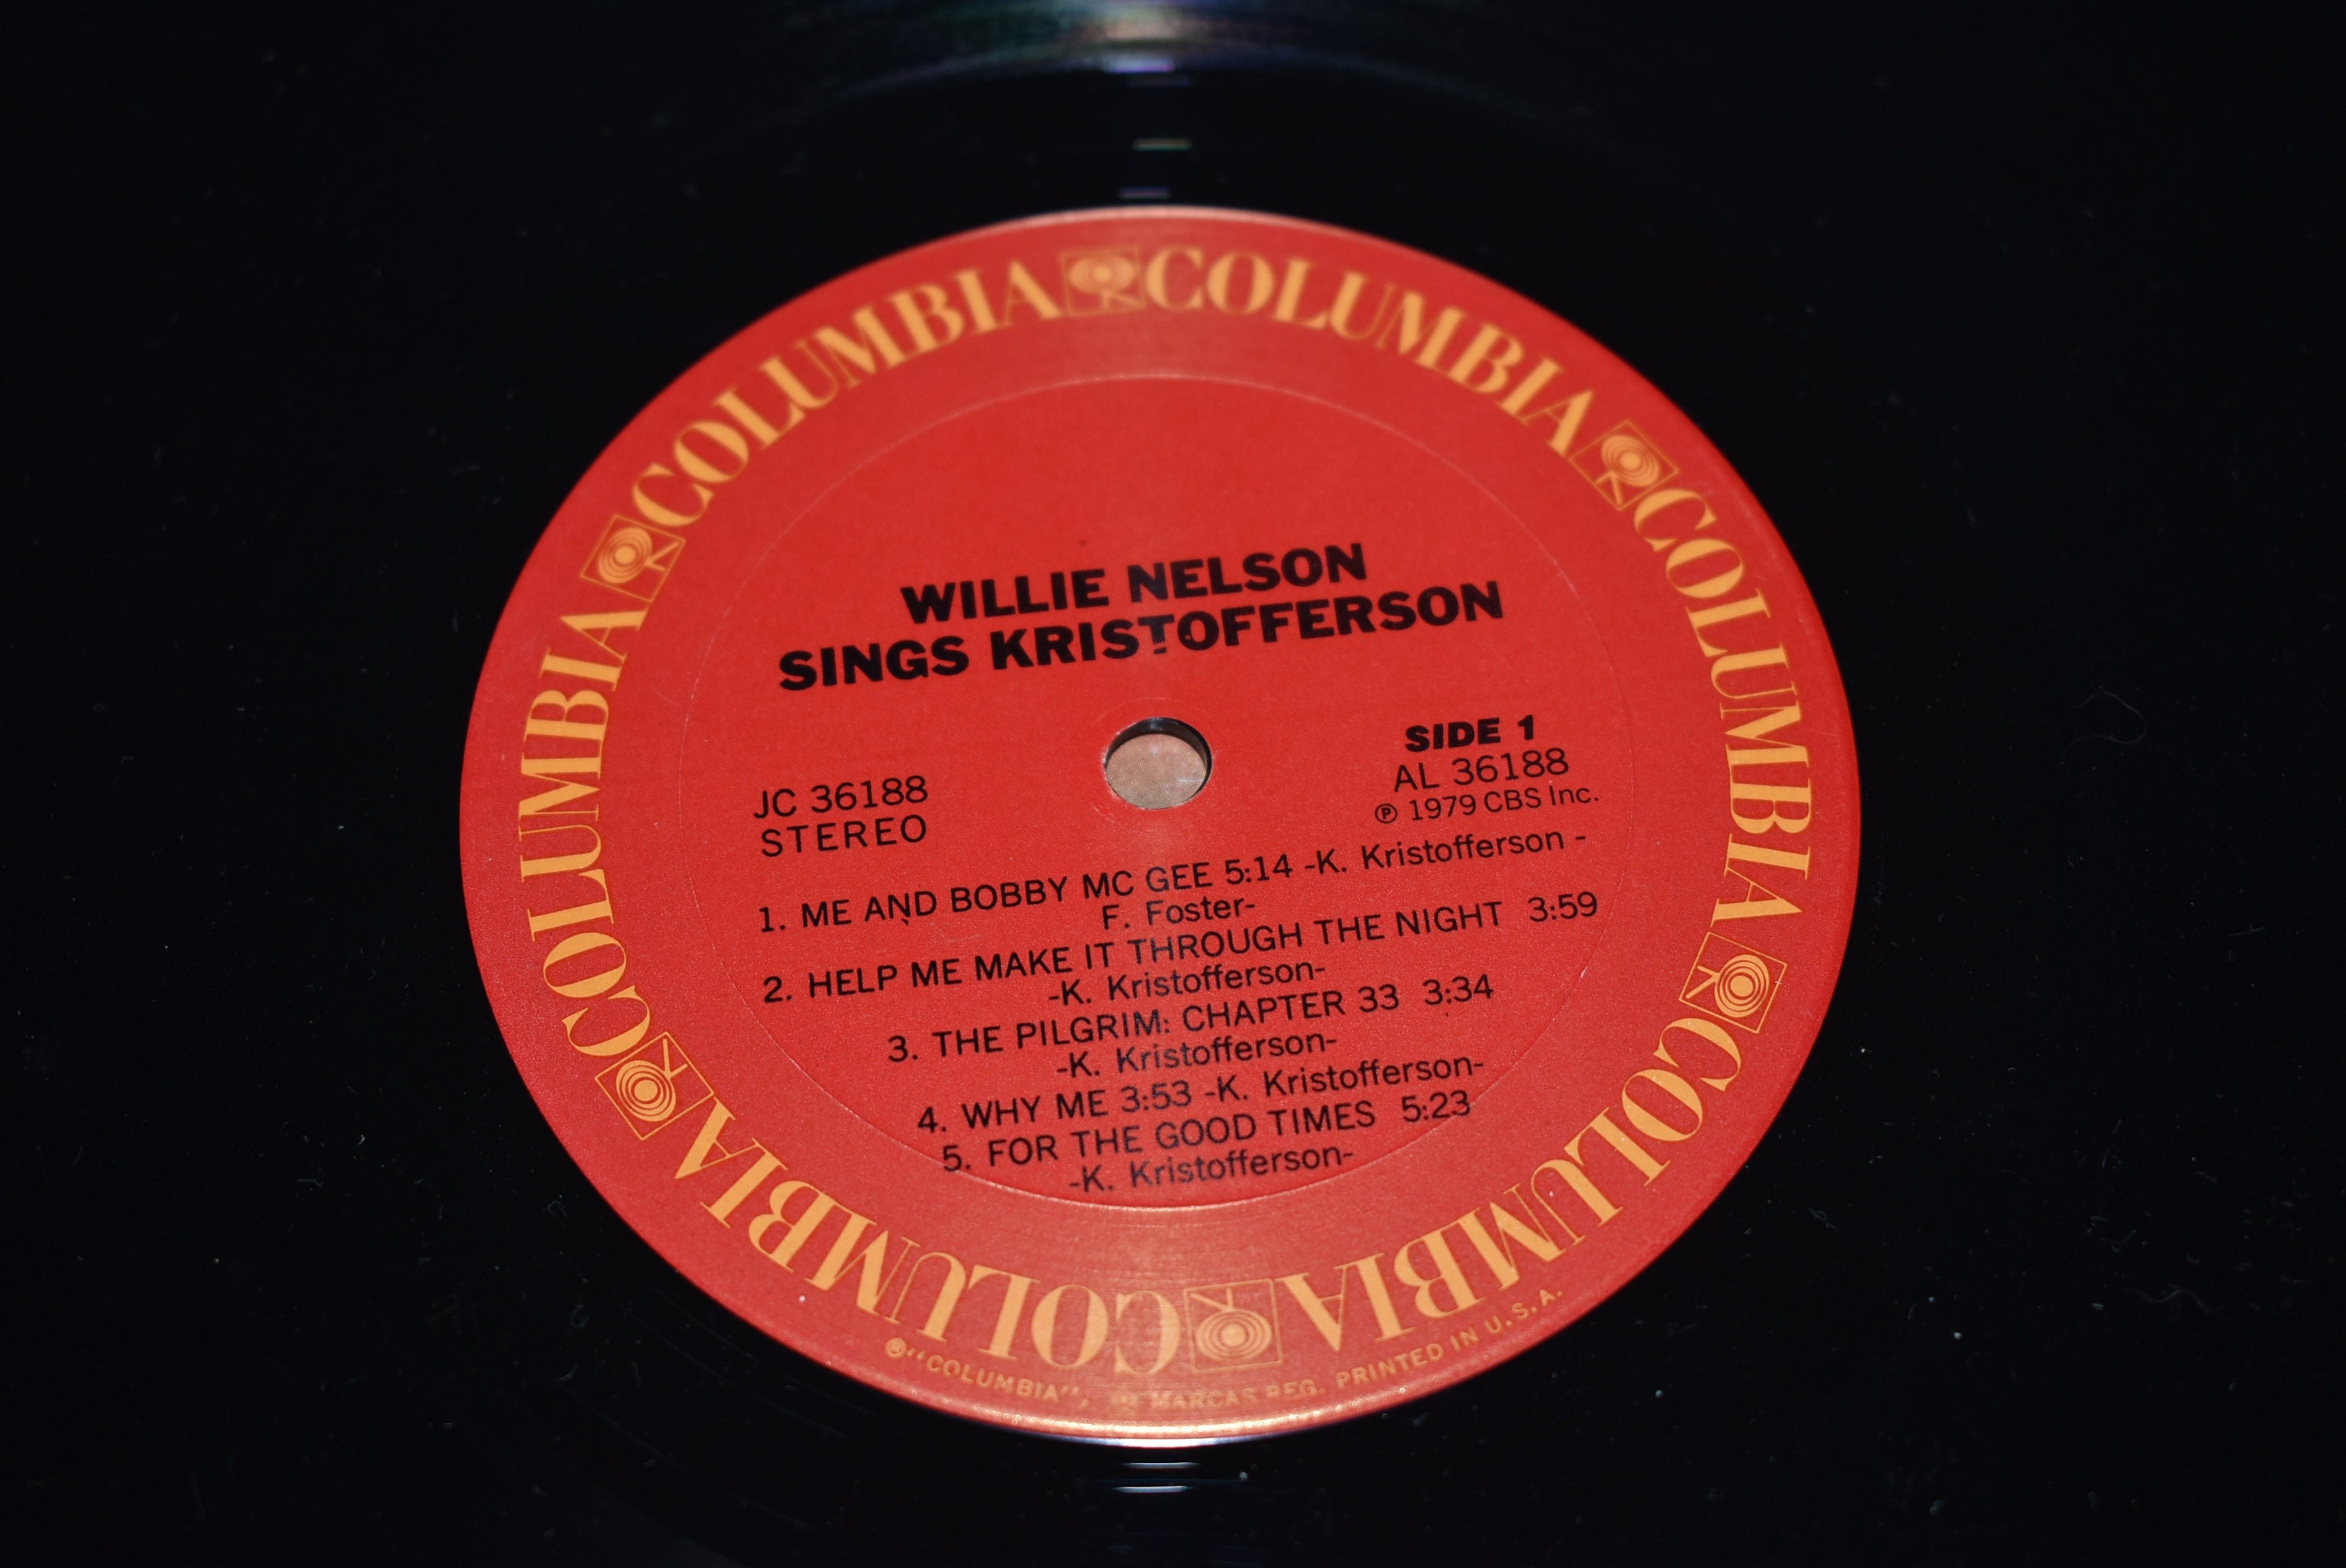 COLUMBIA COLUMBIA COLUMBIA COLUMBIA COLUMBIA COLUMBIA
WILLIE NELSON
SINGS KRISTOFFERSON
JC 36188
STEREO
SIDE 1
AL 36188
℗ 1979 CBS Inc.
1. ME AND BOBBY MC GEE 5:14 -K. Kristofferson -
F. Foster-
2. HELP ME MAKE IT THROUGH THE NIGHT 3:59
-K. Kristofferson-
3. THE PILGRIM: CHAPTER 33 3:34
-K. Kristofferson-
4. WHY ME 3:53 -K. Kristofferson-
5. FOR THE GOOD TIMES 5:23
-K. Kristofferson-
®"COLUMBIA", MARCAS REG. PRINTED IN U.S.A.